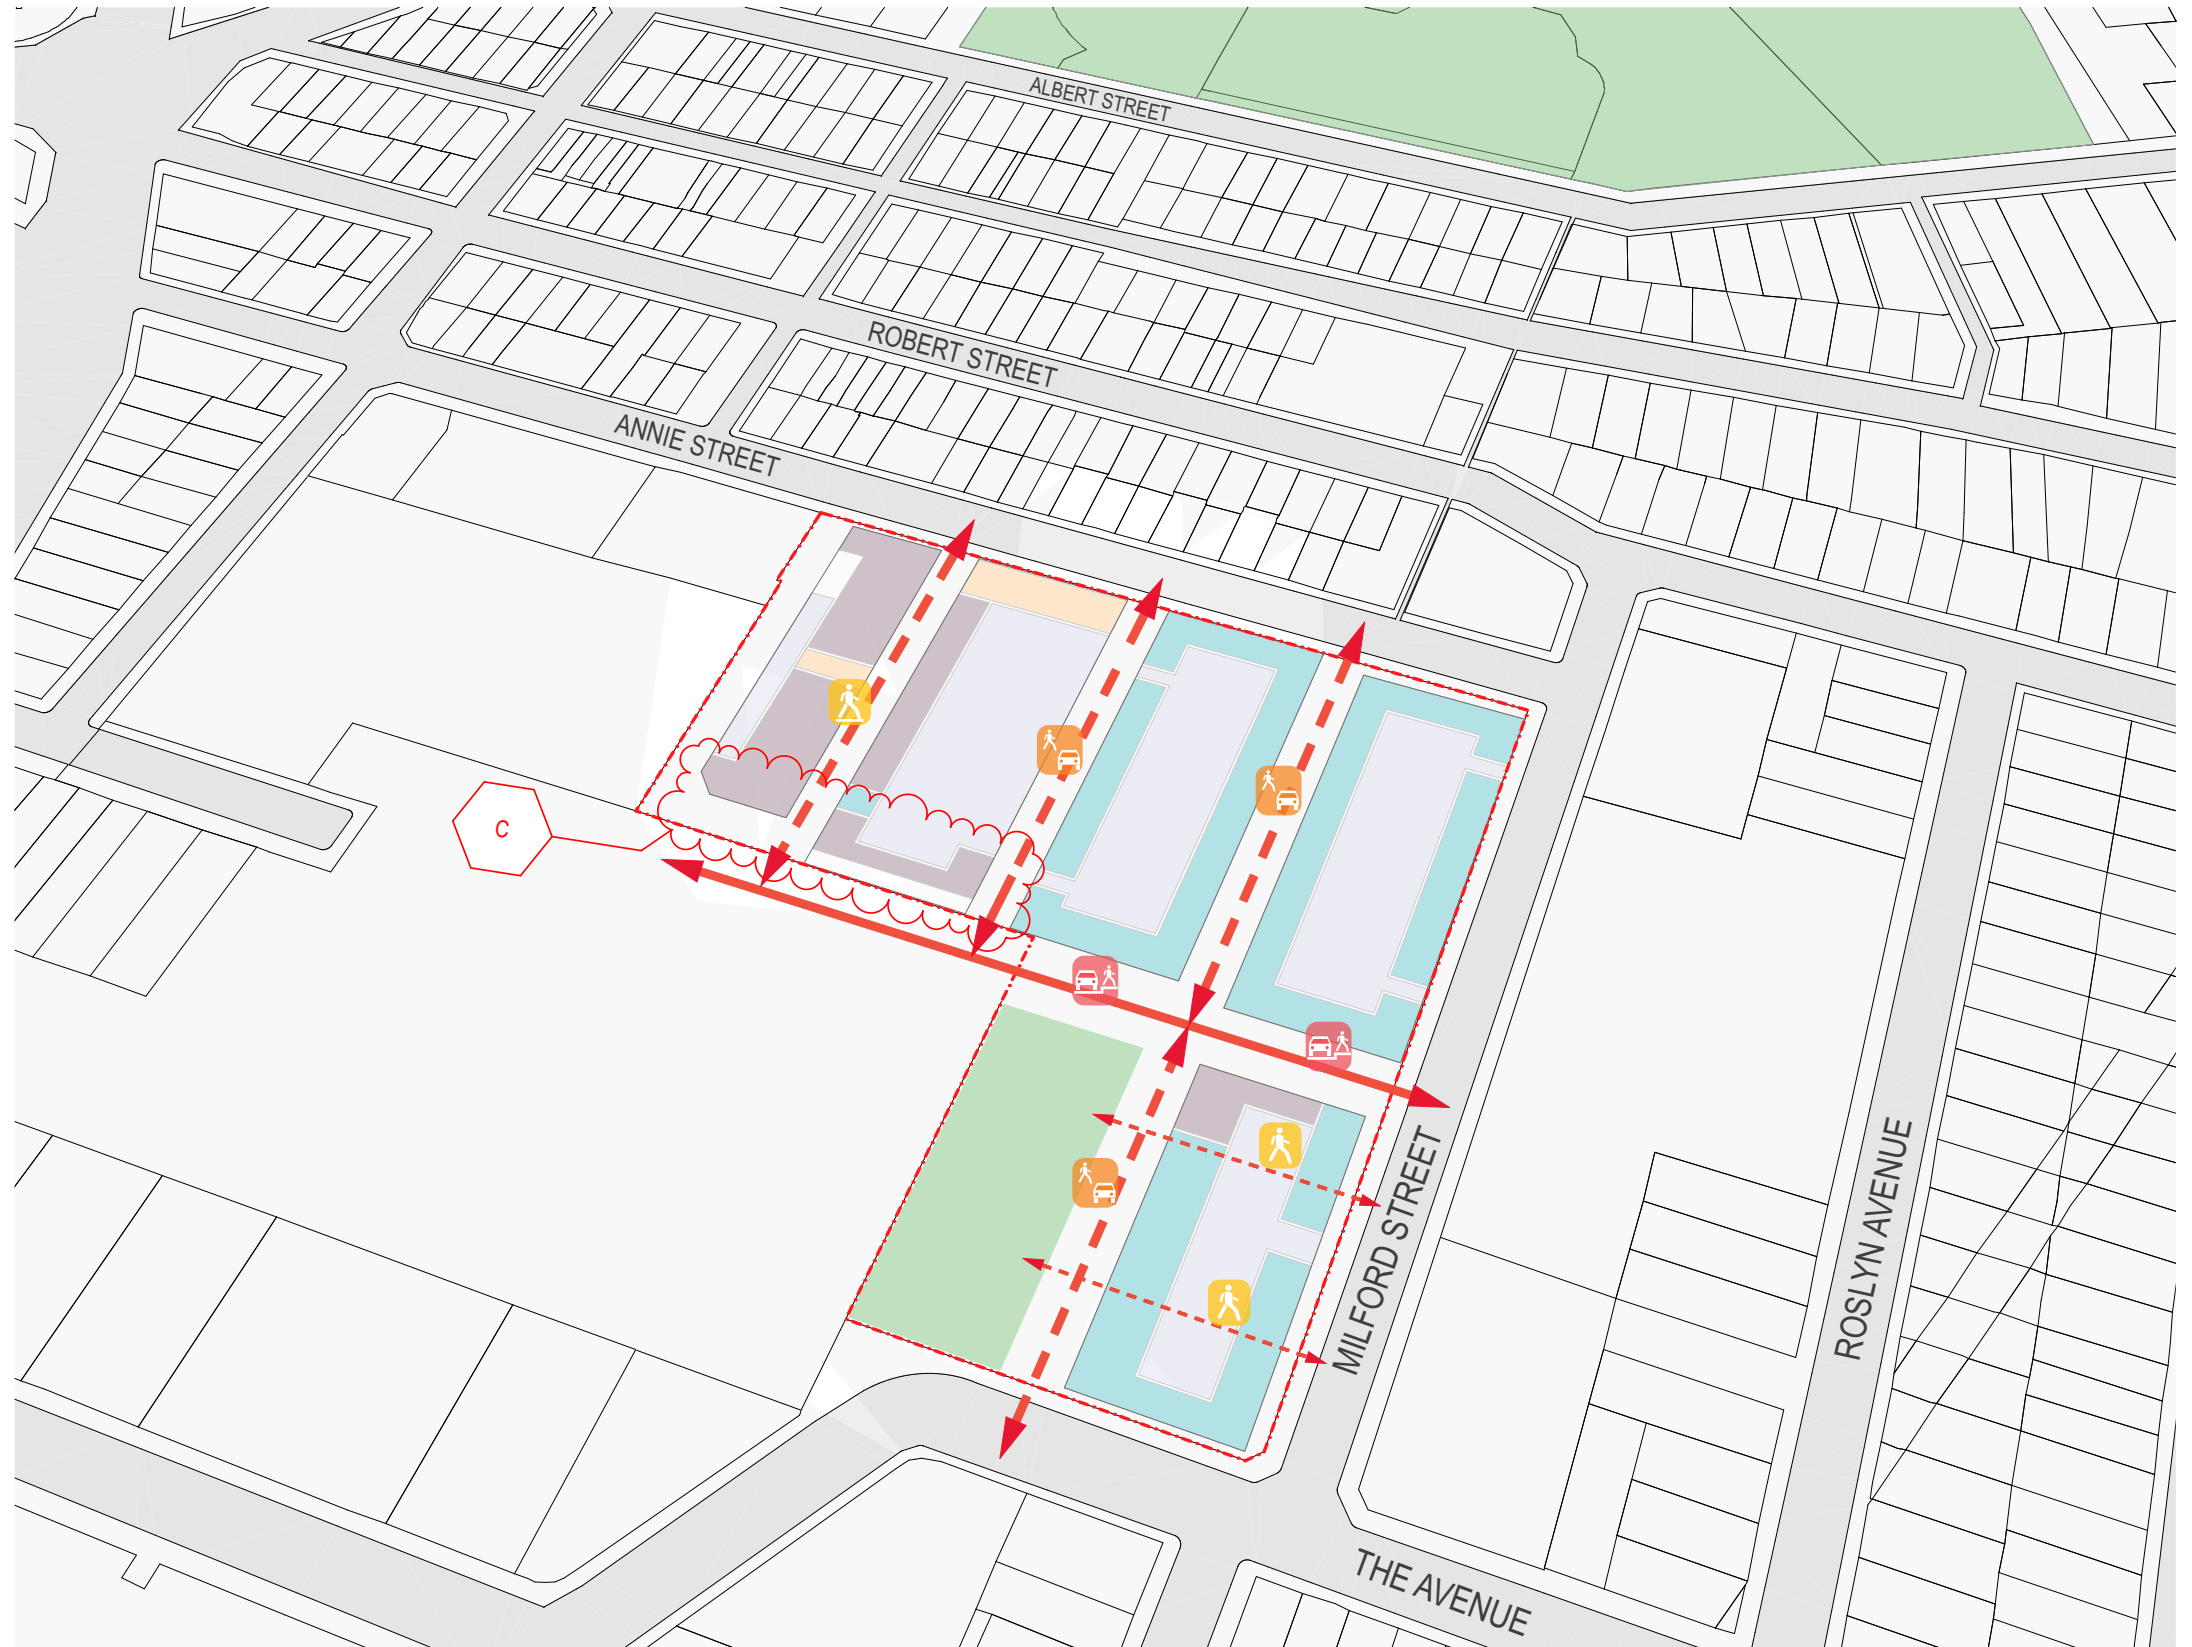 ALBERT STREET
ROBERT STREET
ANNIE STREET
C
MILFORD STREET
ROSLYN AVENUE
THE AVENUE